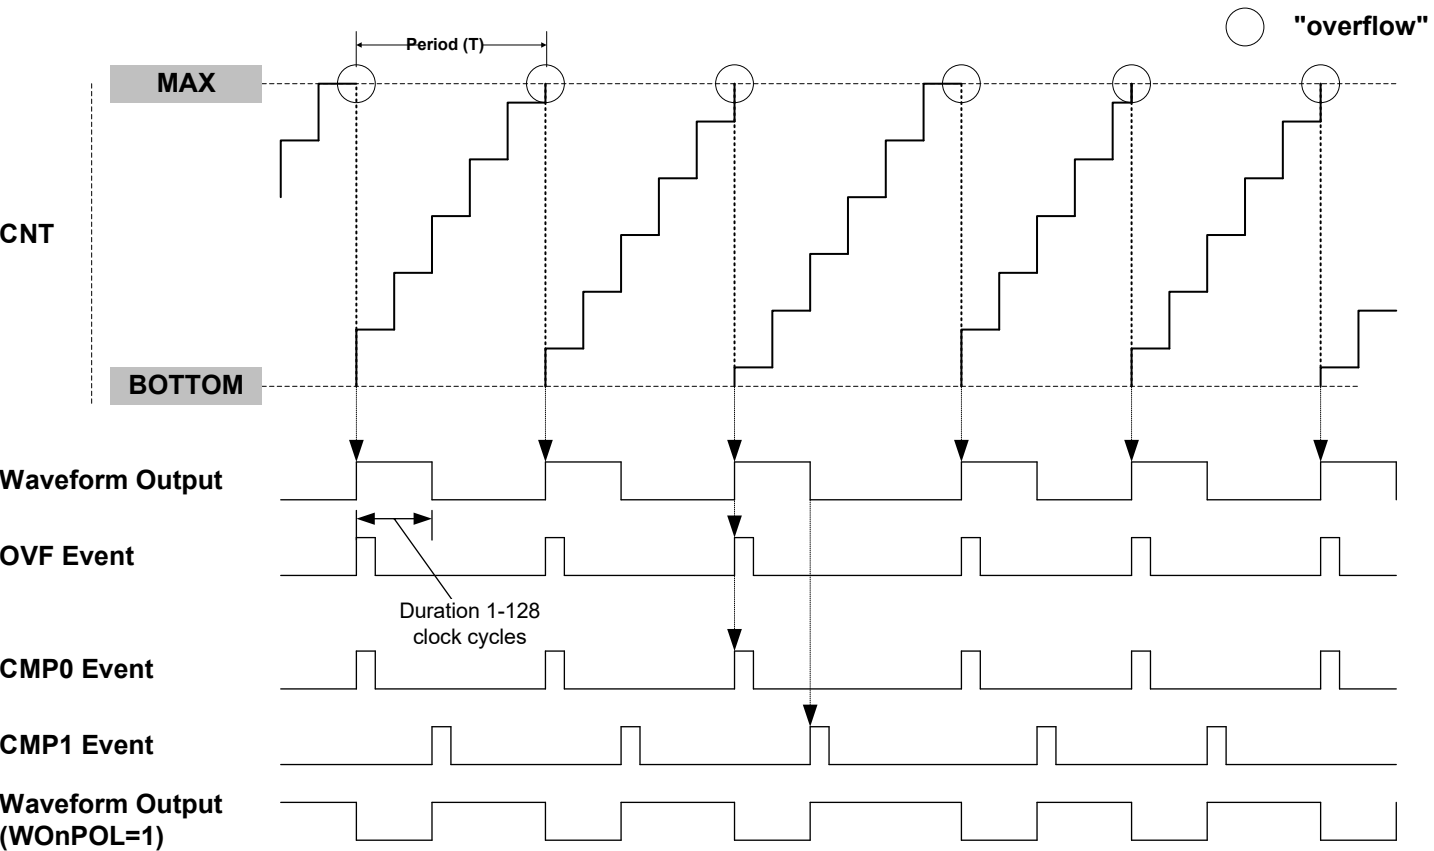 "overflow"
Period (T)
MAX
CNT
BOTTOM
Waveform Output
OVF Event
Duration 1-128
clock cycles
CMP0 Event
CMP1 Event
Waveform Output
(WOnPOL=1)